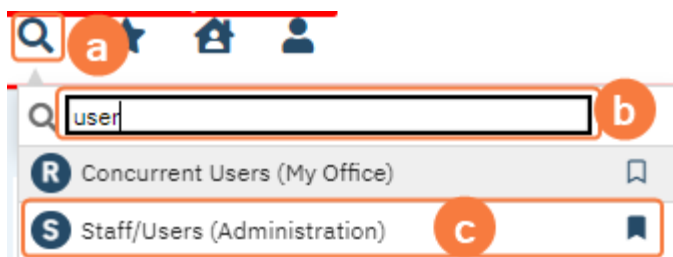 a
user
b
R Concurrent Users (My Office)
S Staff/Users (Administration)
c